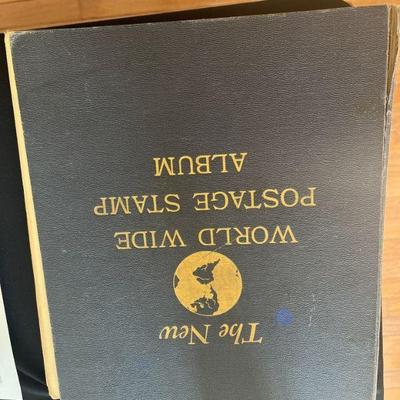 The New
WORLD WIDE
POSTAGE STAMP
ALBUM